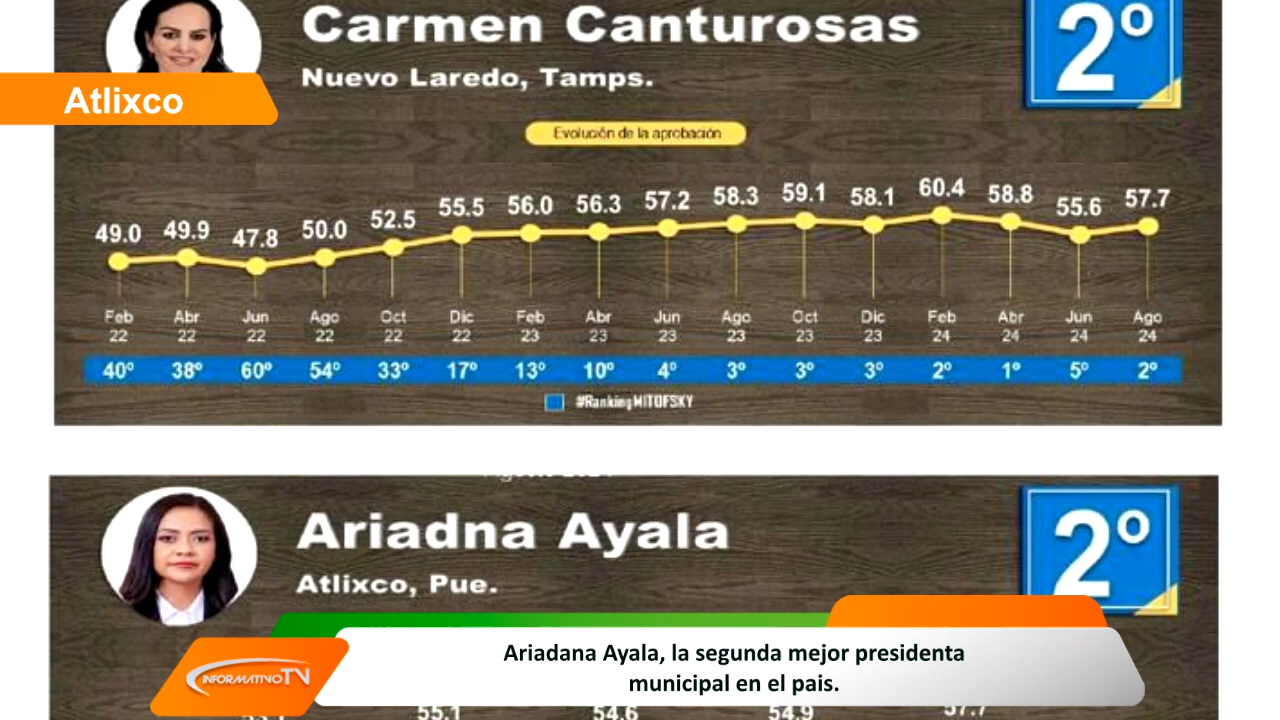 Carmen Canturosas
2º
Nuevo Laredo, Tamps.
Atlixco
Evolución de la aprobación
49.0 49.9 47.8 50.0 52.5 55.5 56.0 56.3 57.2 58.3 59.1 58.1 60.4 58.8 55.6 57.7
Feb Abr Jun Ago Oct Dic Feb Abr Jun Ago Oct Dic Feb Abr Jun Ago
22 22 22 22 22 22 23 23 23 23 23 23 24 24 24 24
40º 38º 60º 54º 33º 17º 13º 10º 4º 3º 3º 3º 2º 1º 5º 2º
#RankingMITOFSKY
Ariadna Ayala
2º
Atlixco, Pue.
Ariadana Ayala, la segunda mejor presidenta
municipal en el pais.
INFORMATIVO TV
55.1 54.6 54.9 57.7